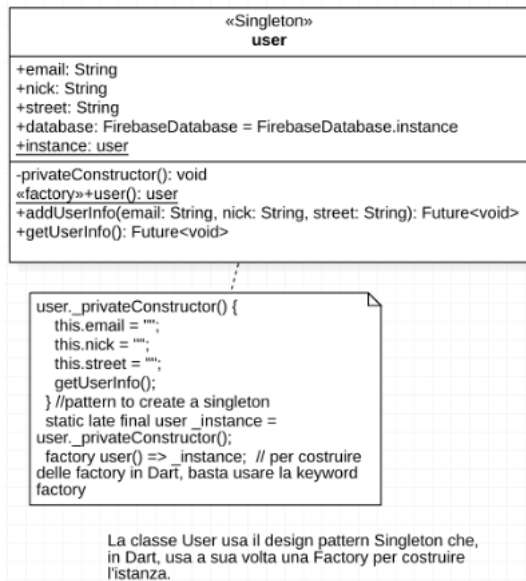 «Singleton»
user
+email: String
+nick: String
+street: String
+database: FirebaseDatabase = FirebaseDatabase.instance
+instance: user
-privateConstructor(): void
«factory»+user(): user
+addUserInfo(email: String, nick: String, street: String): Future<void>
+getUserInfo(): Future<void>
user._privateConstructor() {
this.email = "";
this.nick = "";
this.street = "";
getUserInfo();
} //pattern to create a singleton
static late final user _instance =
user._privateConstructor();
factory user() => _instance; // per costruire
delle factory in Dart, basta usare la keyword
factory
La classe User usa il design pattern Singleton che,
in Dart, usa a sua volta una Factory per costruire
l'istanza.